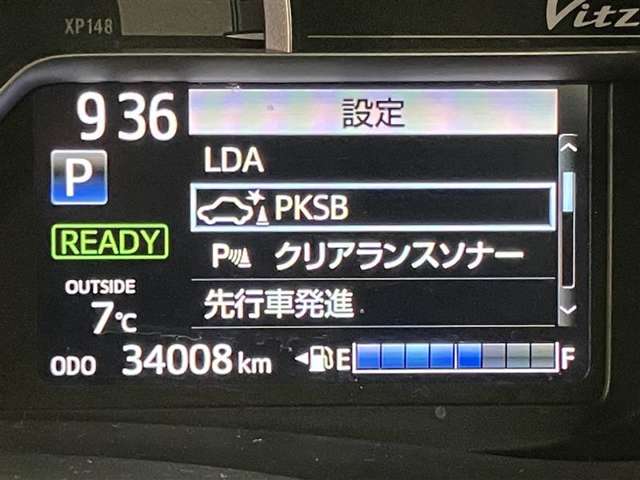 XP148
Vitz
9 36
設定
LDA
P
PKSB
READY
P クリアランスソナー
OUTSIDE
7℃
先行車発進
ODO 34008 km
E F